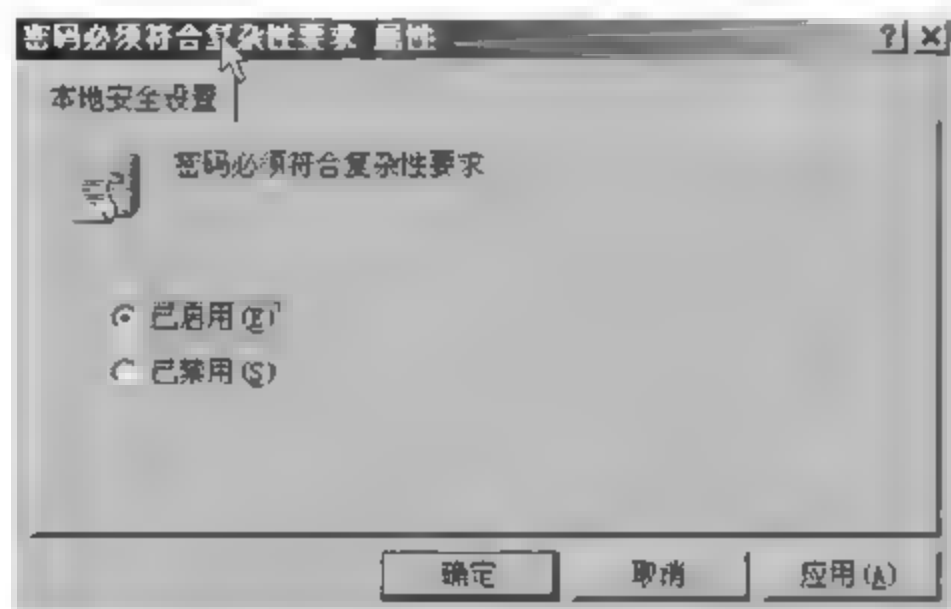 密码必须符合复杂性要求 属性
本地安全设置
密码必须符合复杂性要求
已启用(E)
已禁用(S)
确定 取消 应用(A)